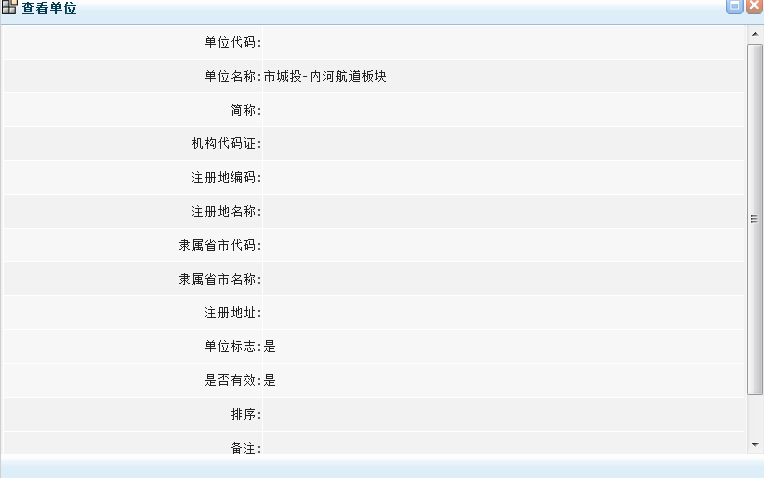 查看单位
单位代码:
单位名称:市城投-内河航道板块
简称:
机构代码证:
注册地编码:
注册地名称:
隶属省市代码:
隶属省市名称:
注册地址:
单位标志:是
是否有效:是
排序:
备注: